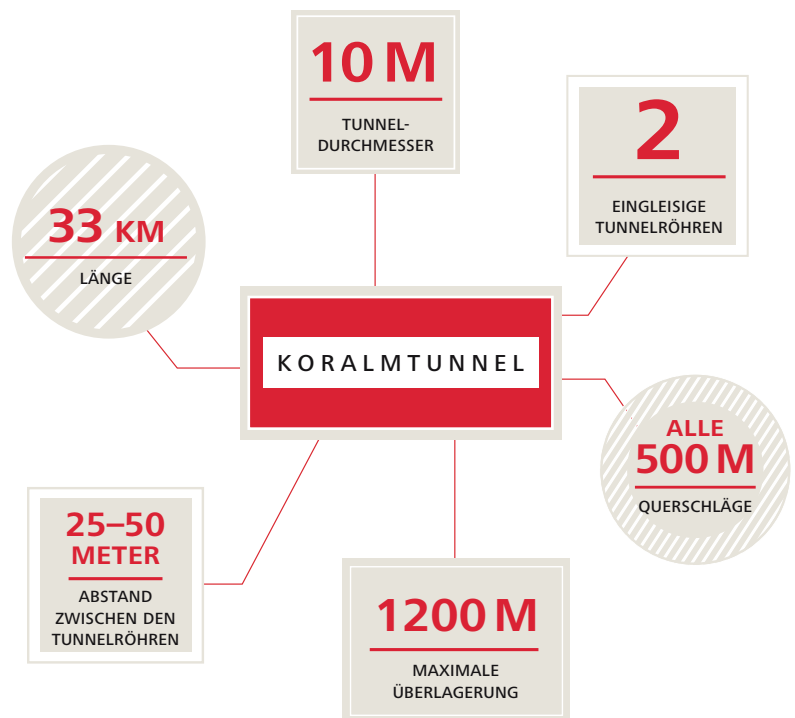 10 M
TUNNEL-
DURCHMESSER
2
EINGLEISIGE
TUNNELRÖHREN
33 KM
LÄNGE
KORALMTUNNEL
ALLE
500 M
QUERSCHLÄGE
25–50
METER
ABSTAND
ZWISCHEN DEN
TUNNELRÖHREN
1200 M
MAXIMALE
ÜBERLAGERUNG